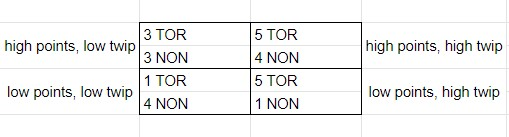 high points, low twip
3 TOR
5 TOR
high points, high twip
3 NON
4 NON
low points, low twip
1 TOR
5 TOR
low points, high twip
4 NON
1 NON